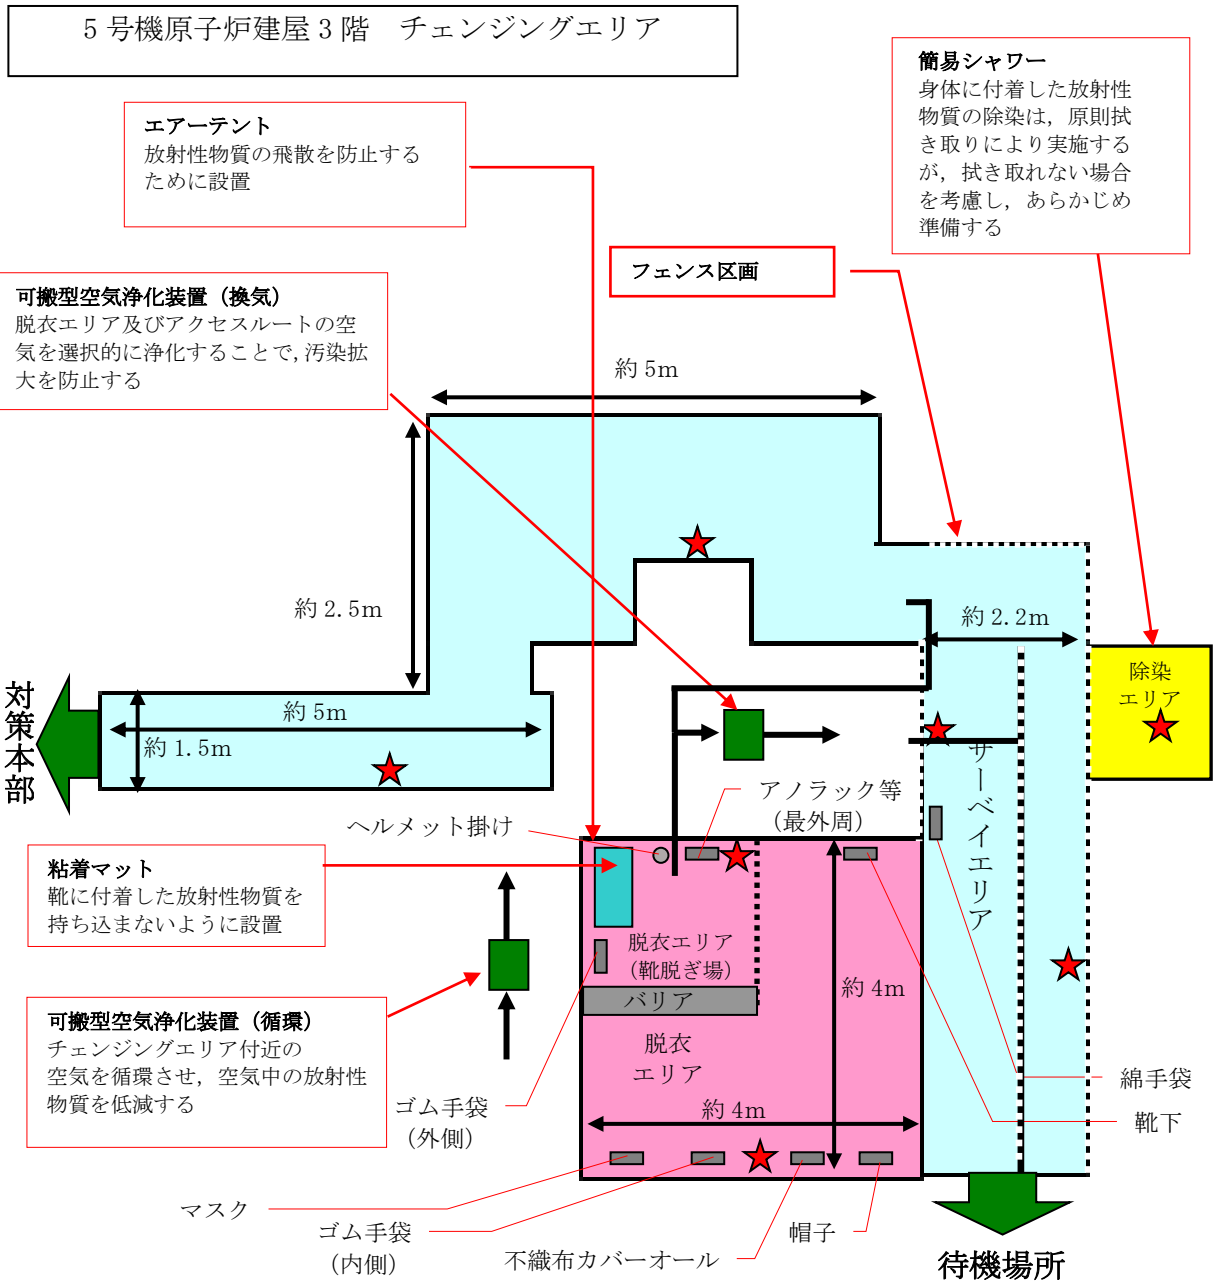 ５号機原子炉建屋３階　チェンジングエリア
簡易シャワー
身体に付着した放射性
物質の除染は，原則拭
き取りにより実施する
が，拭き取れない場合
を考慮し，あらかじめ
準備する
エアーテント
放射性物質の飛散を防止する
ために設置
フェンス区画
可搬型空気浄化装置（換気）
脱衣エリア及びアクセスルートの空
気を選択的に浄化することで，汚染拡
大を防止する
約 5m
約 2.5m
約 2.2m
除染
エリア
対策本部
約 5m
約 1.5m
サーベイエリア
アノラック等
（最外周）
ヘルメット掛け
粘着マット
靴に付着した放射性物質を
持ち込まないように設置
脱衣エリア
（靴脱ぎ場）
バリア
約 4m
可搬型空気浄化装置（循環）
チェンジングエリア付近の
空気を循環させ，空気中の放射性
物質を低減する
脱衣
エリア
綿手袋
靴下
ゴム手袋
（外側）
約 4m
マスク
ゴム手袋
（内側）
不織布カバーオール
帽子
待機場所